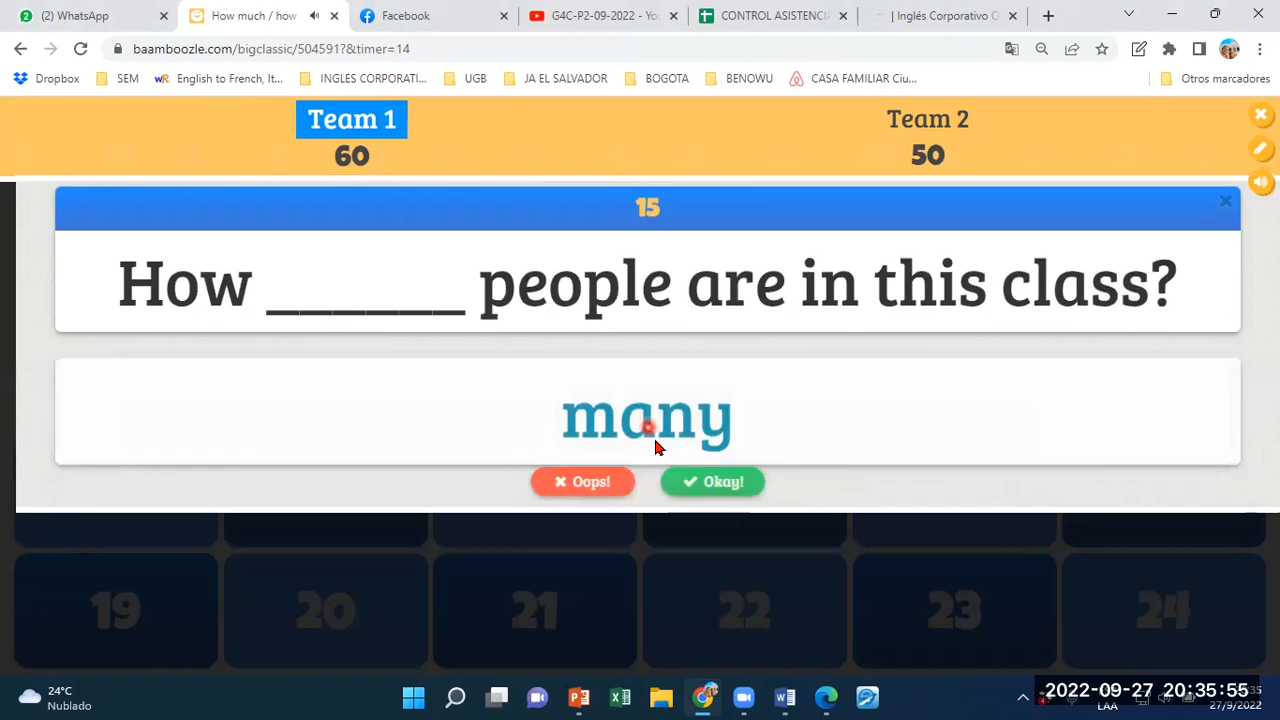 (2) WhatsApp
How much / how
Facebook
G4C-P2-09-2022 - Yo
CONTROL ASISTENCIA
| Inglés Corporativo C
baamboozle.com/bigclassic/504591?&timer=14
Dropbox
SEM
English to French, It...
INGLES CORPORATI...
UGB
JA EL SALVADOR
BOGOTA
BENOWU
CASA FAMILIAR Ciu...
Otros marcadores
Team 1
60
Team 2
50
15
How ______ people are in this class?
many
Oops!
Okay!
19
20
21
22
23
24
24°C
Nublado
2022-09-27 20:35:55
LAA
27/9/2022